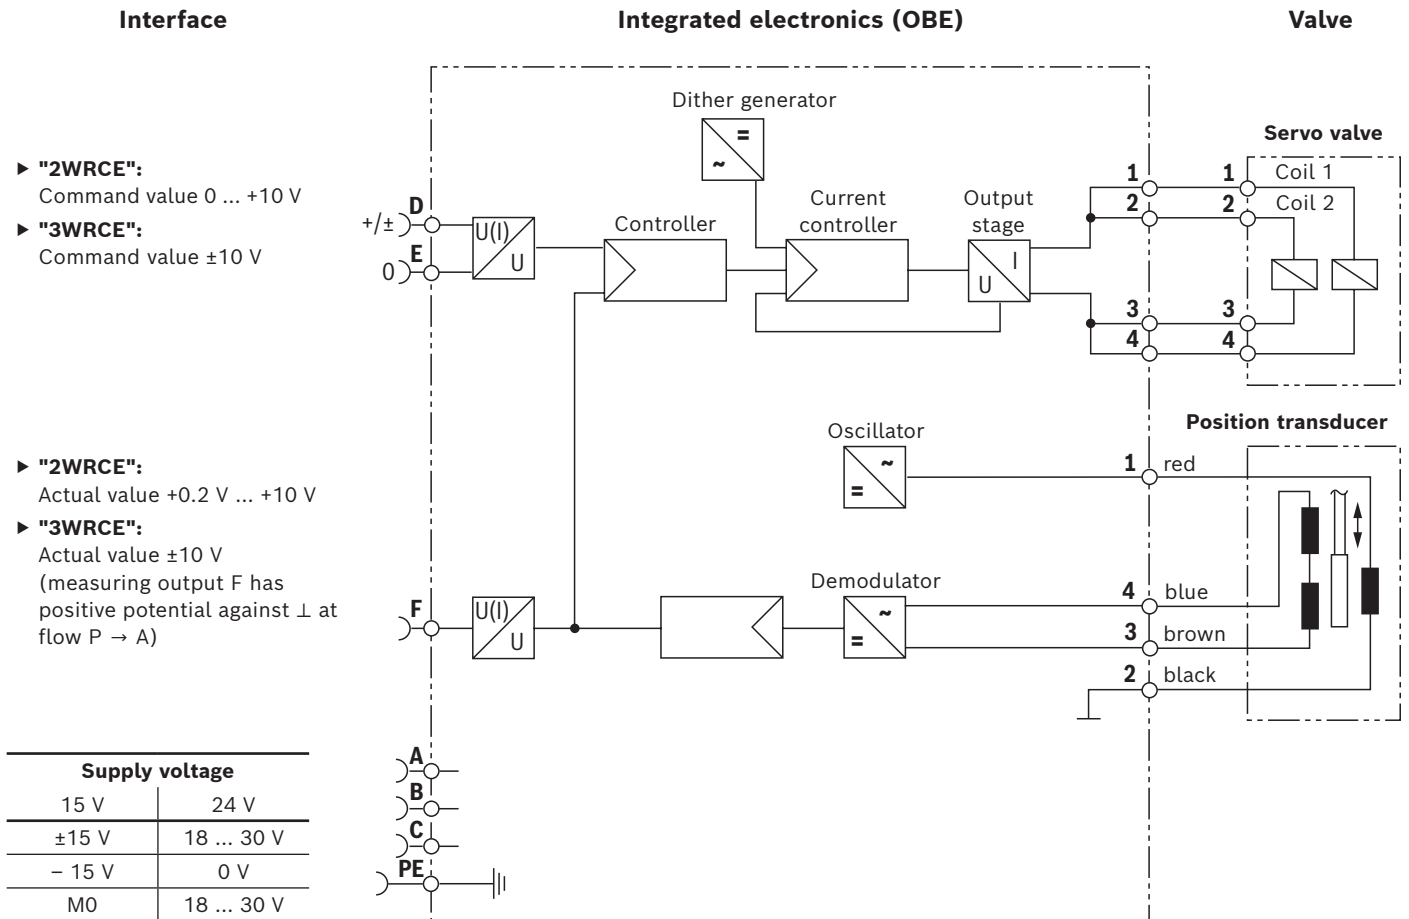 Interface
Integrated electronics (OBE)
Valve
▶ "2WRCE":
Command value 0 ... +10 V
▶ "3WRCE":
Command value ±10 V
▶ "2WRCE":
Actual value +0.2 V ... +10 V
▶ "3WRCE":
Actual value ±10 V
(measuring output F has
positive potential against ⊥ at
flow P → A)
Supply voltage
15 V 24 V
±15 V 18 ... 30 V
– 15 V 0 V
M0 18 ... 30 V
+/±
D
0
E
F
A
B
C
PE
U(I)
U
Controller
Dither generator
=
~
Current
controller
Output
stage
I
U
1
2
3
4
Oscillator
~
=
U(I)
U
Demodulator
~
=
1 red
4 blue
3 brown
2 black
Servo valve
1 Coil 1
2 Coil 2
3
4
Position transducer